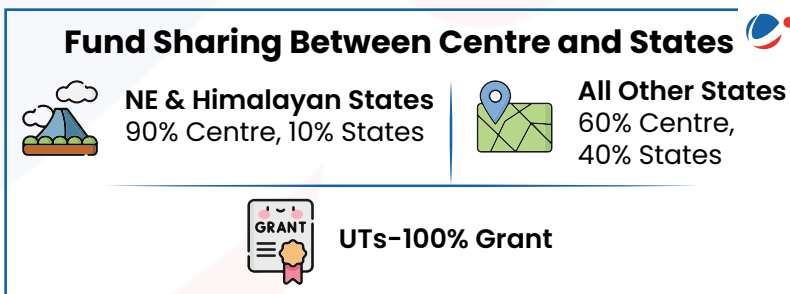 Fund Sharing Between Centre and States
NE & Himalayan States
90% Centre, 10% States
All Other States
60% Centre,
40% States
GRANT
UTs-100% Grant